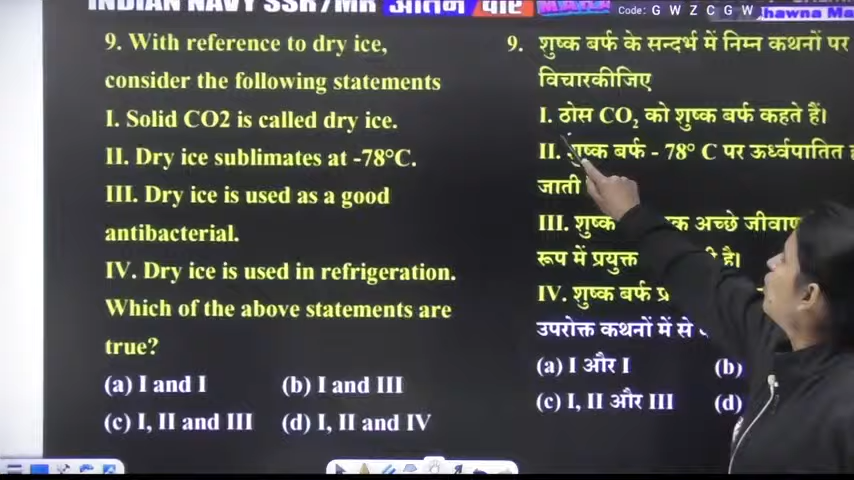 INDIAN NAVY SSR / MR अंतिम वार MATH Code: G W Z C G W
9. With reference to dry ice,
consider the following statements
I. Solid CO2 is called dry ice.
II. Dry ice sublimates at -78°C.
III. Dry ice is used as a good
antibacterial.
IV. Dry ice is used in refrigeration.
Which of the above statements are
true?
(a) I and I (b) I and III
(c) I, II and III (d) I, II and IV
9. शुष्क बर्फ के सन्दर्भ में निम्न कथनों पर
विचारकीजिए
I. ठोस CO₂ को शुष्क बर्फ कहते हैं।
II. शुष्क बर्फ - 78° C पर ऊर्ध्वपातित
जाती
III. अच्छे
रूप में प्रयुक्त है।
IV. शुष्क बर्फ
उपरोक्त कथनों में से
(a) I और I (b)
(c) I, II और III (d)